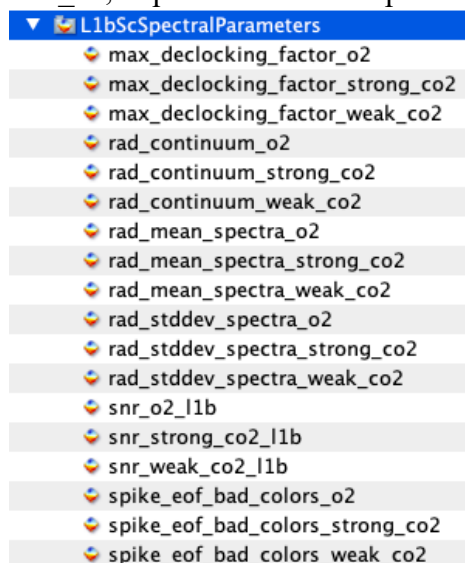 L1bScSpectralParameters
max_declocking_factor_o2
max_declocking_factor_strong_co2
max_declocking_factor_weak_co2
rad_continuum_o2
rad_continuum_strong_co2
rad_continuum_weak_co2
rad_mean_spectra_o2
rad_mean_spectra_strong_co2
rad_mean_spectra_weak_co2
rad_stddev_spectra_o2
rad_stddev_spectra_strong_co2
rad_stddev_spectra_weak_co2
snr_o2_l1b
snr_strong_co2_l1b
snr_weak_co2_l1b
spike_eof_bad_colors_o2
spike_eof_bad_colors_strong_co2
spike_eof_bad_colors_weak_co2